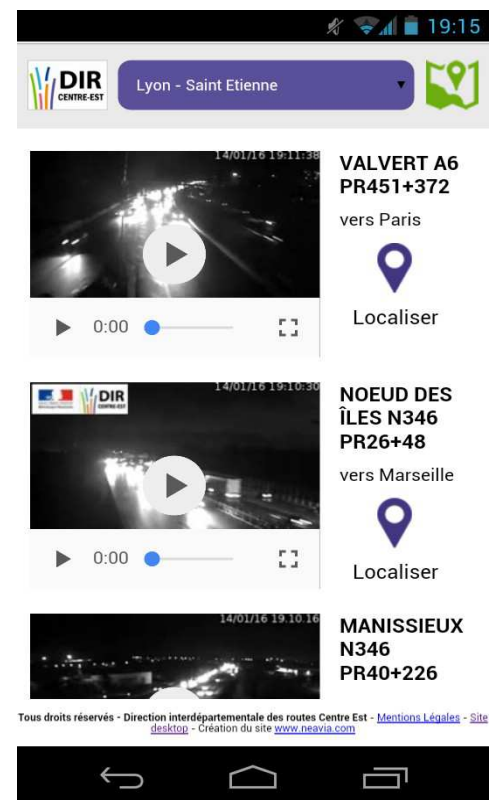 19:15
DIR
CENTRE-EST
Lyon - Saint Etienne
14/01/16 19:11:38
VALVERT A6
PR451+372
vers Paris
0:00
Localiser
14/01/16 19:10:30
DIR
CENTRE-EST
NOEUD DES
ÎLES N346
PR26+48
vers Marseille
0:00
Localiser
14/01/16 19.10.16
MANISSIEUX
N346
PR40+226
Tous droits réservés - Direction interdépartementale des routes Centre Est - Mentions Légales - Site
desktop - Création du site www.neavia.com